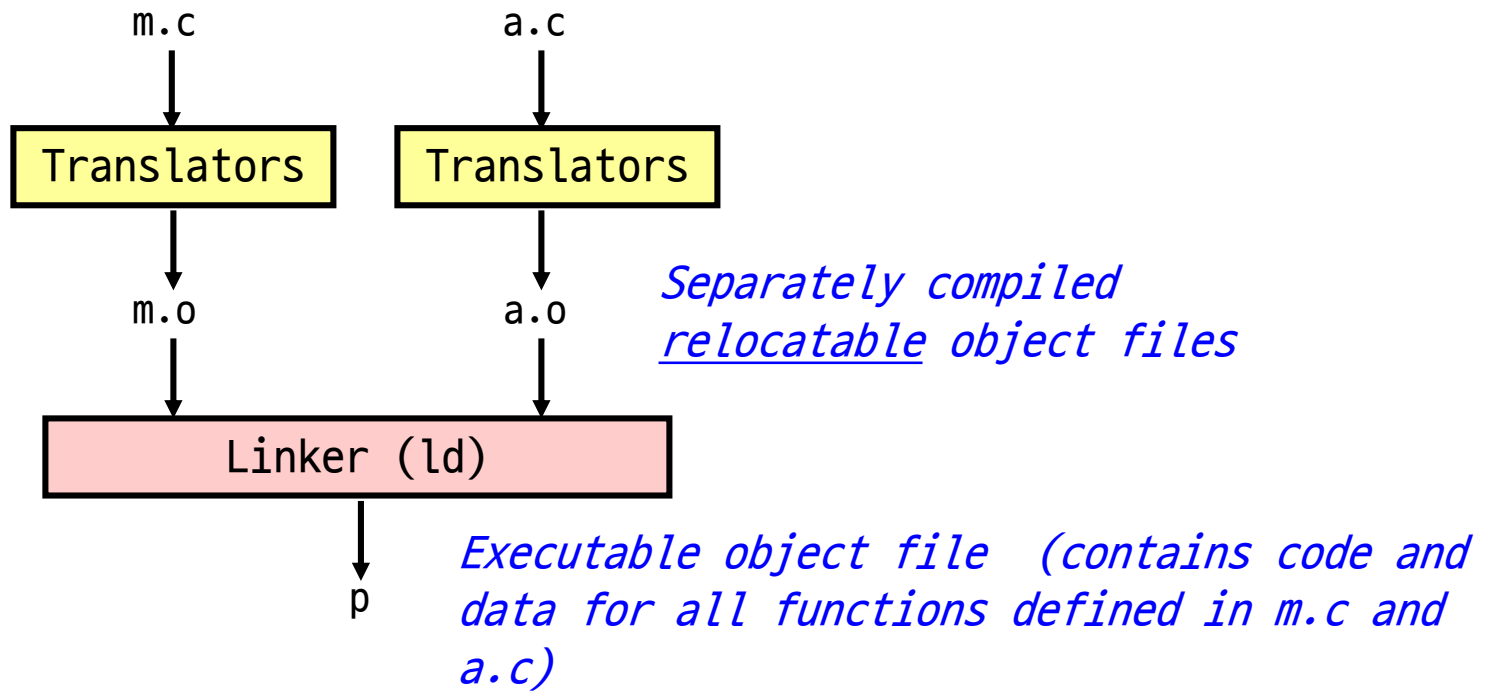 m.c
a.c
Translators
Translators
m.o
a.o
Separately compiled
relocatable object files
Linker (ld)
p
Executable object file (contains code and
data for all functions defined in m.c and
a.c)